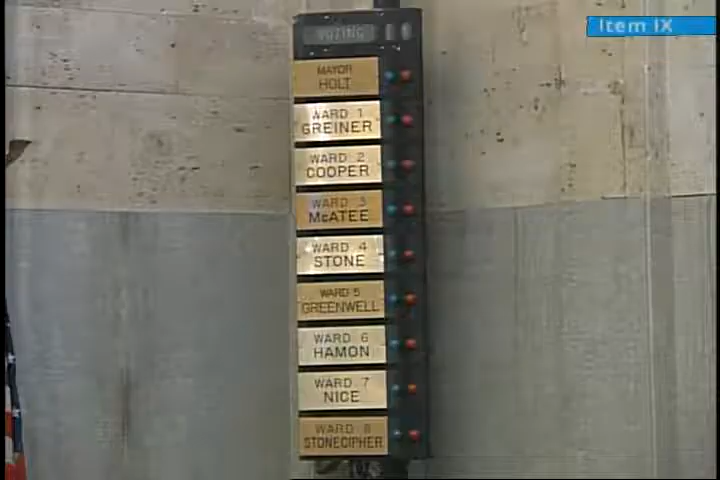 Item IX
VOTING
MAYOR
HOLT
WARD 1
GREINER
WARD 2
COOPER
WARD 3
McATEE
WARD 4
STONE
WARD 5
GREENWELL
WARD 6
HAMON
WARD 7
NICE
WARD 8
STONECIPHER